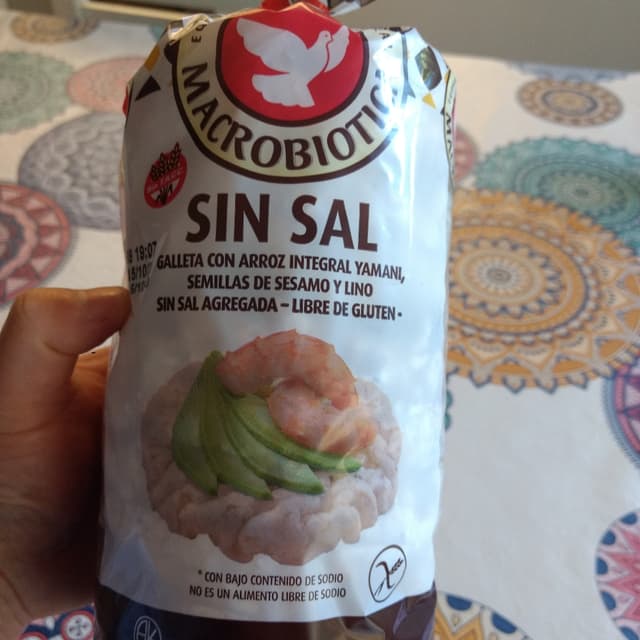 MACROBIOTICA
SIN SAL
GALLETA CON ARROZ INTEGRAL YAMANI,
SEMILLAS DE SESAMO Y LINO
SIN SAL AGREGADA – LIBRE DE GLUTEN •
* CON BAJO CONTENIDO DE SODIO
NO ES UN ALIMENTO LIBRE DE SODIO